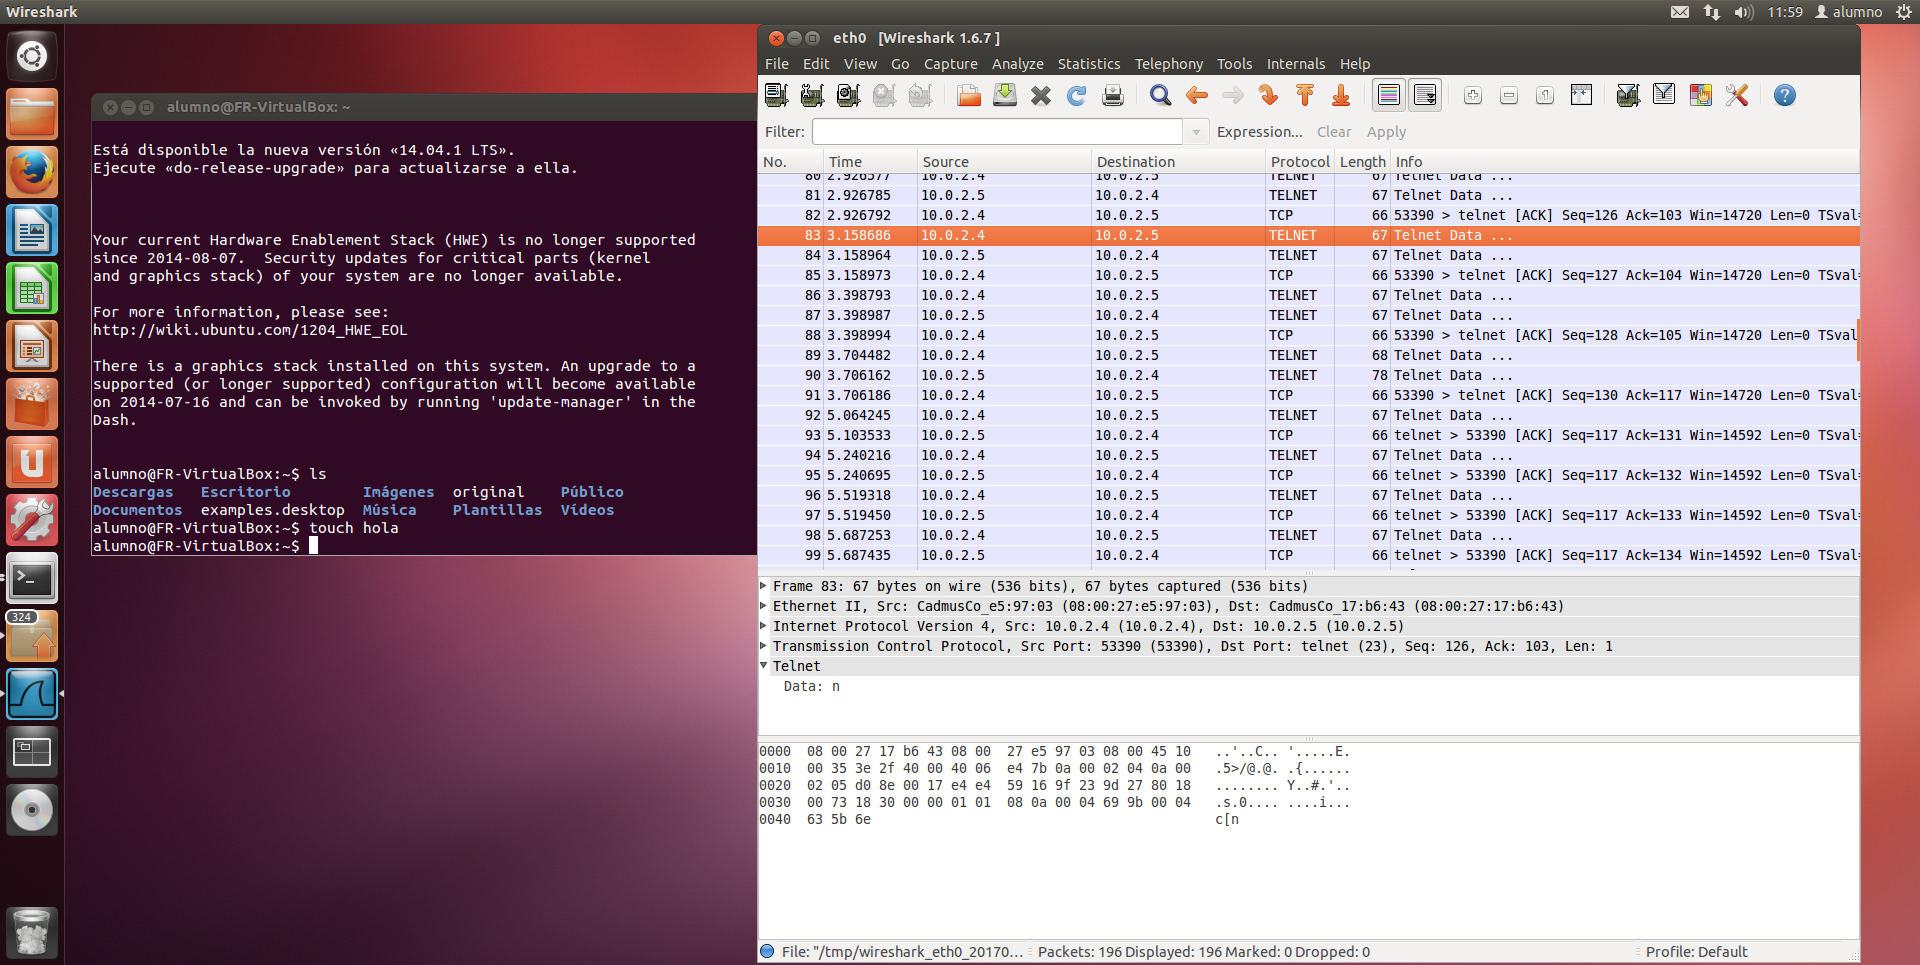 Wireshark
11:59 alumno
alumno@FR-VirtualBox: ~
Está disponible la nueva versión «14.04.1 LTS».
Ejecute «do-release-upgrade» para actualizarse a ella.
Your current Hardware Enablement Stack (HWE) is no longer supported
since 2014-08-07.  Security updates for critical parts (kernel
and graphics stack) of your system are no longer available.
For more information, please see:
http://wiki.ubuntu.com/1204_HWE_EOL
There is a graphics stack installed on this system. An upgrade to a
supported (or longer supported) configuration will become available
on 2014-07-16 and can be invoked by running 'update-manager' in the
Dash.
alumno@FR-VirtualBox:~$ ls
Descargas Escritorio Imágenes original Público
Documentos examples.desktop Música Plantillas Vídeos
alumno@FR-VirtualBox:~$ touch hola
alumno@FR-VirtualBox:~$
324
eth0 [Wireshark 1.6.7 ]
File Edit View Go Capture Analyze Statistics Telephony Tools Internals Help
Filter: Expression... Clear Apply
No. Time Source Destination Protocol Length Info
80 2.926577 10.0.2.4 10.0.2.5 TELNET 67 Telnet Data ...
81 2.926785 10.0.2.5 10.0.2.4 TELNET 67 Telnet Data ...
82 2.926792 10.0.2.4 10.0.2.5 TCP 66 53390 > telnet [ACK] Seq=126 Ack=103 Win=14720 Len=0 TSval=
83 3.158686 10.0.2.4 10.0.2.5 TELNET 67 Telnet Data ...
84 3.158964 10.0.2.5 10.0.2.4 TELNET 67 Telnet Data ...
85 3.158973 10.0.2.4 10.0.2.5 TCP 66 53390 > telnet [ACK] Seq=127 Ack=104 Win=14720 Len=0 TSval=
86 3.398793 10.0.2.4 10.0.2.5 TELNET 67 Telnet Data ...
87 3.398987 10.0.2.5 10.0.2.4 TELNET 67 Telnet Data ...
88 3.398994 10.0.2.4 10.0.2.5 TCP 66 53390 > telnet [ACK] Seq=128 Ack=105 Win=14720 Len=0 TSval=
89 3.704482 10.0.2.4 10.0.2.5 TELNET 68 Telnet Data ...
90 3.706162 10.0.2.5 10.0.2.4 TELNET 78 Telnet Data ...
91 3.706186 10.0.2.4 10.0.2.5 TCP 66 53390 > telnet [ACK] Seq=130 Ack=117 Win=14720 Len=0 TSval=
92 5.064245 10.0.2.4 10.0.2.5 TELNET 67 Telnet Data ...
93 5.103533 10.0.2.5 10.0.2.4 TCP 66 telnet > 53390 [ACK] Seq=117 Ack=131 Win=14592 Len=0 TSval=
94 5.240216 10.0.2.4 10.0.2.5 TELNET 67 Telnet Data ...
95 5.240695 10.0.2.5 10.0.2.4 TCP 66 telnet > 53390 [ACK] Seq=117 Ack=132 Win=14592 Len=0 TSval=
96 5.519318 10.0.2.4 10.0.2.5 TELNET 67 Telnet Data ...
97 5.519450 10.0.2.5 10.0.2.4 TCP 66 telnet > 53390 [ACK] Seq=117 Ack=133 Win=14592 Len=0 TSval=
98 5.687253 10.0.2.4 10.0.2.5 TELNET 67 Telnet Data ...
99 5.687435 10.0.2.5 10.0.2.4 TCP 66 telnet > 53390 [ACK] Seq=117 Ack=134 Win=14592 Len=0 TSval=
Frame 83: 67 bytes on wire (536 bits), 67 bytes captured (536 bits)
Ethernet II, Src: CadmusCo_e5:97:03 (08:00:27:e5:97:03), Dst: CadmusCo_17:b6:43 (08:00:27:17:b6:43)
Internet Protocol Version 4, Src: 10.0.2.4 (10.0.2.4), Dst: 10.0.2.5 (10.0.2.5)
Transmission Control Protocol, Src Port: 53390 (53390), Dst Port: telnet (23), Seq: 126, Ack: 103, Len: 1
Telnet
Data: n
0000 08 00 27 17 b6 43 08 00 27 e5 97 03 08 00 45 10 ..'..C.. '.....E.
0010 00 35 3e 2f 40 00 40 06 e4 7b 0a 00 02 04 0a 00 .5>/@.@. .{......
0020 02 05 d0 8e 00 17 e4 e4 59 16 9f 23 9d 27 80 18 ........ Y..#.'..
0030 00 73 18 30 00 00 01 01 08 0a 00 04 69 9b 00 04 .s.0.... ....i...
0040 63 5b 6e c[n
File: "/tmp/wireshark_eth0_20170... Packets: 196 Displayed: 196 Marked: 0 Dropped: 0 Profile: Default